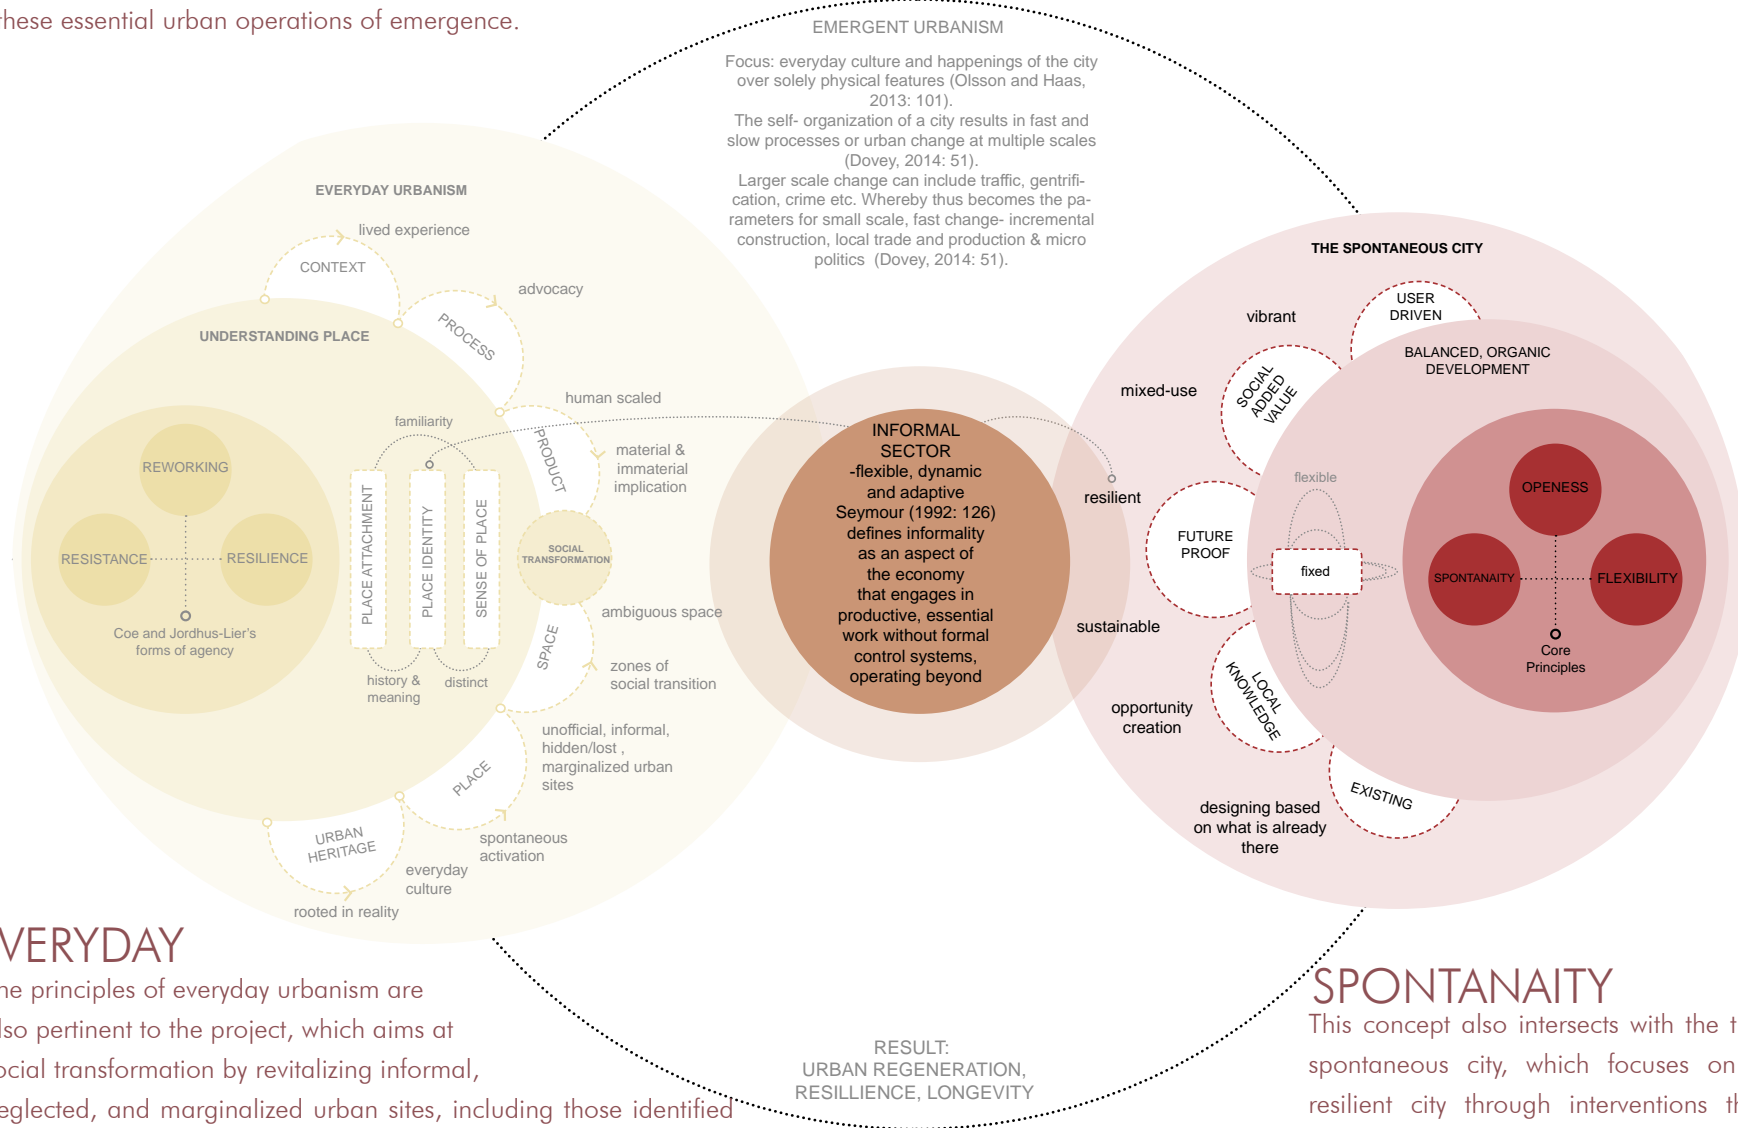 hese essential urban operations of emergence.
EMERGENT URBANISM
Focus: everyday culture and happenings of the city
over solely physical features (Olsson and Haas,
2013: 101).
The self- organization of a city results in fast and
slow processes or urban change at multiple scales
(Dovey, 2014: 51).
Larger scale change can include traffic, gentrifi-
cation, crime etc. Whereby thus becomes the pa-
rameters for small scale, fast change- incremental
construction, local trade and production & micro
politics (Dovey, 2014: 51).
EVERYDAY URBANISM
lived experience
CONTEXT
advocacy
PROCESS
UNDERSTANDING PLACE
human scaled
PRODUCT
material &
immaterial
implication
familiarity
REWORKING
RESISTANCE
RESILIENCE
Coe and Jordhus-Lier's
forms of agency
PLACE ATTACHMENT
PLACE IDENTITY
SENSE OF PLACE
history &
meaning
distinct
SOCIAL
TRANSFORMATION
ambiguous space
SPACE
zones of
social transition
unofficial, informal,
hidden/lost ,
marginalized urban
sites
PLACE
spontaneous
activation
URBAN
HERITAGE
everyday
culture
rooted in reality
INFORMAL
SECTOR
-flexible, dynamic
and adaptive
Seymour (1992: 126)
defines informality
as an aspect of
the economy
that engages in
productive, essential
work without formal
control systems,
operating beyond
THE SPONTANEOUS CITY
USER
DRIVEN
vibrant
BALANCED, ORGANIC
DEVELOPMENT
SOCIAL
ADDED
VALUE
mixed-use
resilient
FUTURE
PROOF
sustainable
LOCAL
KNOWLEDGE
opportunity
creation
EXISTING
designing based
on what is already
there
flexible
fixed
OPENESS
SPONTANAITY
FLEXIBILITY
Core
Principles
RESULT:
URBAN REGENERATION,
RESILLIENCE, LONGEVITY
VERYDAY
he principles of everyday urbanism are
lso pertinent to the project, which aims at
ocial transformation by revitalizing informal,
eglected, and marginalized urban sites, including those identified
SPONTANAITY
This concept also intersects with the t
spontaneous city, which focuses on
resilient city through interventions th